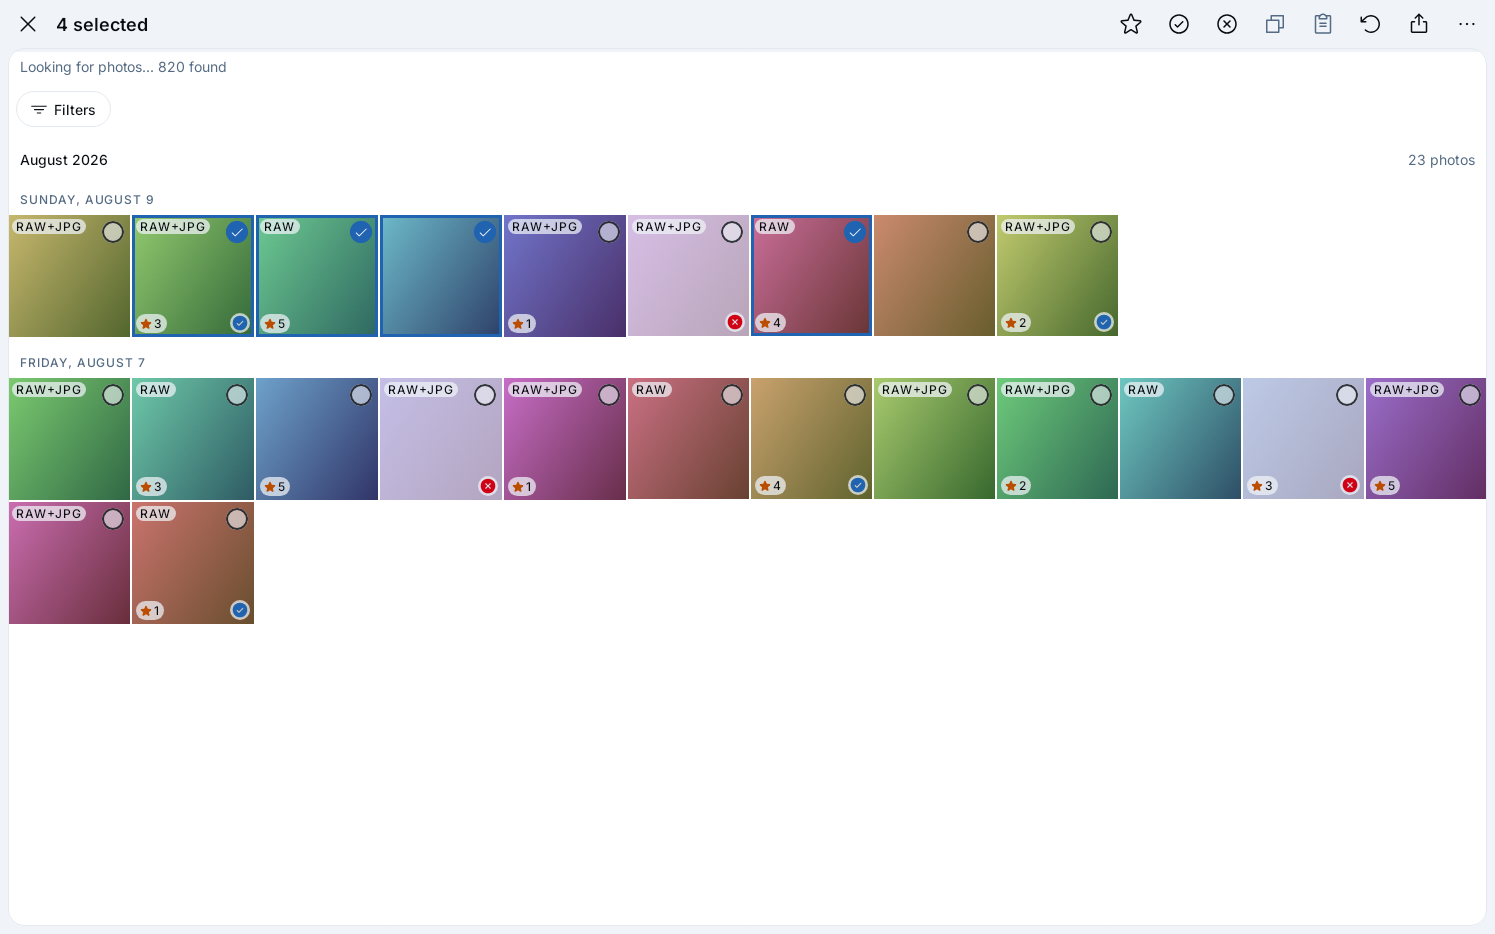 4 selected
Looking for photos... 820 found
Filters
August 2026 23 photos
SUNDAY, AUGUST 9
RAW+JPG RAW+JPG RAW RAW+JPG RAW+JPG RAW RAW+JPG
3 5 1 4 2
FRIDAY, AUGUST 7
RAW+JPG RAW RAW+JPG RAW+JPG RAW RAW+JPG RAW+JPG RAW RAW+JPG
3 5 1 4 2 3 5
RAW+JPG RAW
1